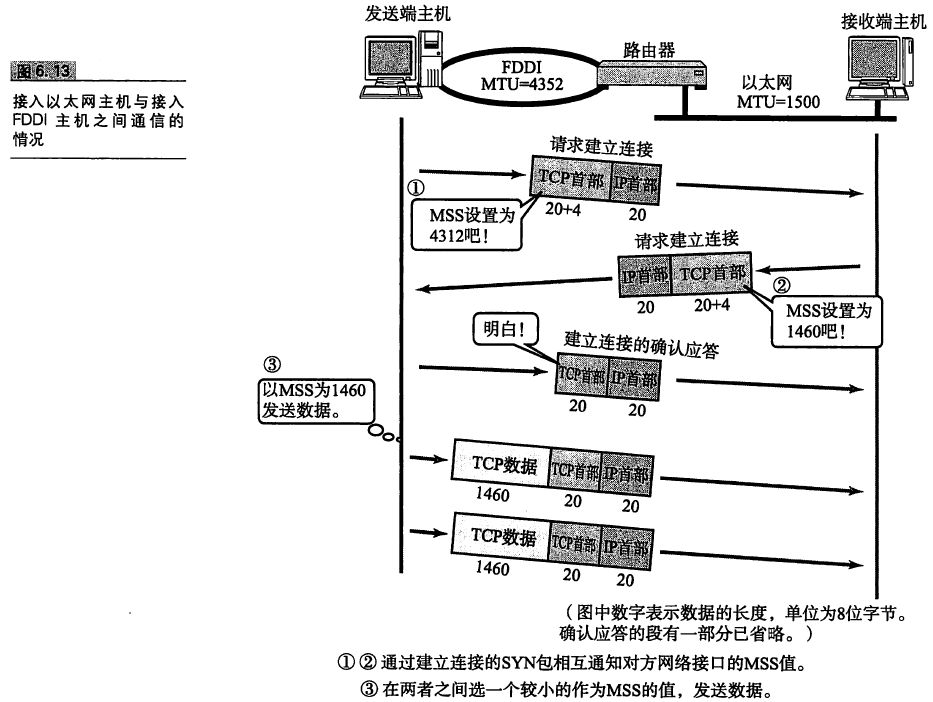 图6.13
接入以太网主机与接入
FDDI 主机之间通信的
情况
发送端主机
接收端主机
路由器
FDDI
MTU=4352
以太网
MTU=1500
请求建立连接
TCP首部 IP首部
20+4 20
①
MSS设置为
4312吧！
请求建立连接
IP首部 TCP首部
20 20+4
②
MSS设置为
1460吧！
明白！
建立连接的确认应答
TCP首部 IP首部
20 20
③
以MSS为1460
发送数据。
TCP数据 TCP首部 IP首部
1460 20 20
TCP数据 TCP首部 IP首部
1460 20 20
（图中数字表示数据的长度，单位为8位字节。
确认应答的段有一部分已省略。）
①②通过建立连接的SYN包相互通知对方网络接口的MSS值。
③在两者之间选一个较小的作为MSS的值，发送数据。